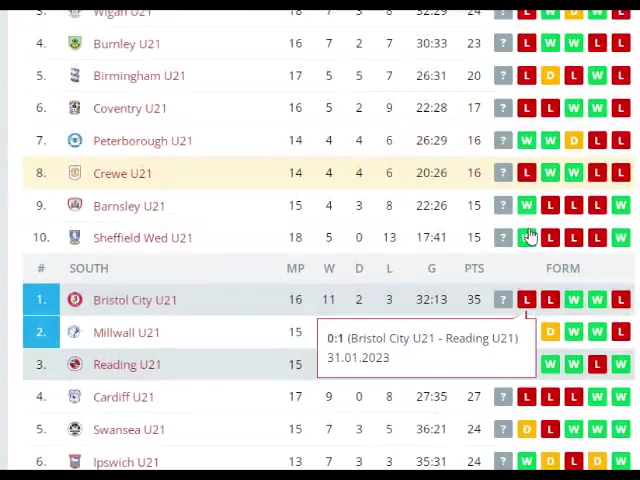 3. Wigan U21 18 7 3 8 32:29 24 ? L W D W L
4. Burnley U21 16 7 2 7 30:33 23 ? L W W L L
5. Birmingham U21 17 5 5 7 26:31 20 ? L D L W L
6. Coventry U21 16 5 2 9 22:28 17 ? L L W W L
7. Peterborough U21 14 4 4 6 26:29 16 ? W W D L L
8. Crewe U21 14 4 4 6 20:26 16 ? L W W L L
9. Barnsley U21 15 4 3 8 22:26 15 ? W L L L W
10. Sheffield Wed U21 18 5 0 13 17:41 15 ? W L L L W
# SOUTH MP W D L G PTS FORM
1. Bristol City U21 16 11 2 3 32:13 35 ? L L W W L
2. Millwall U21 15 D W W L
0:1 (Bristol City U21 - Reading U21)
31.01.2023
3. Reading U21 15 W W L W
4. Cardiff U21 17 9 0 8 27:35 27 ? L L L W W
5. Swansea U21 15 7 3 5 36:21 24 ? D L W W W
6. Ipswich U21 13 7 3 3 35:31 24 ? W D L D W